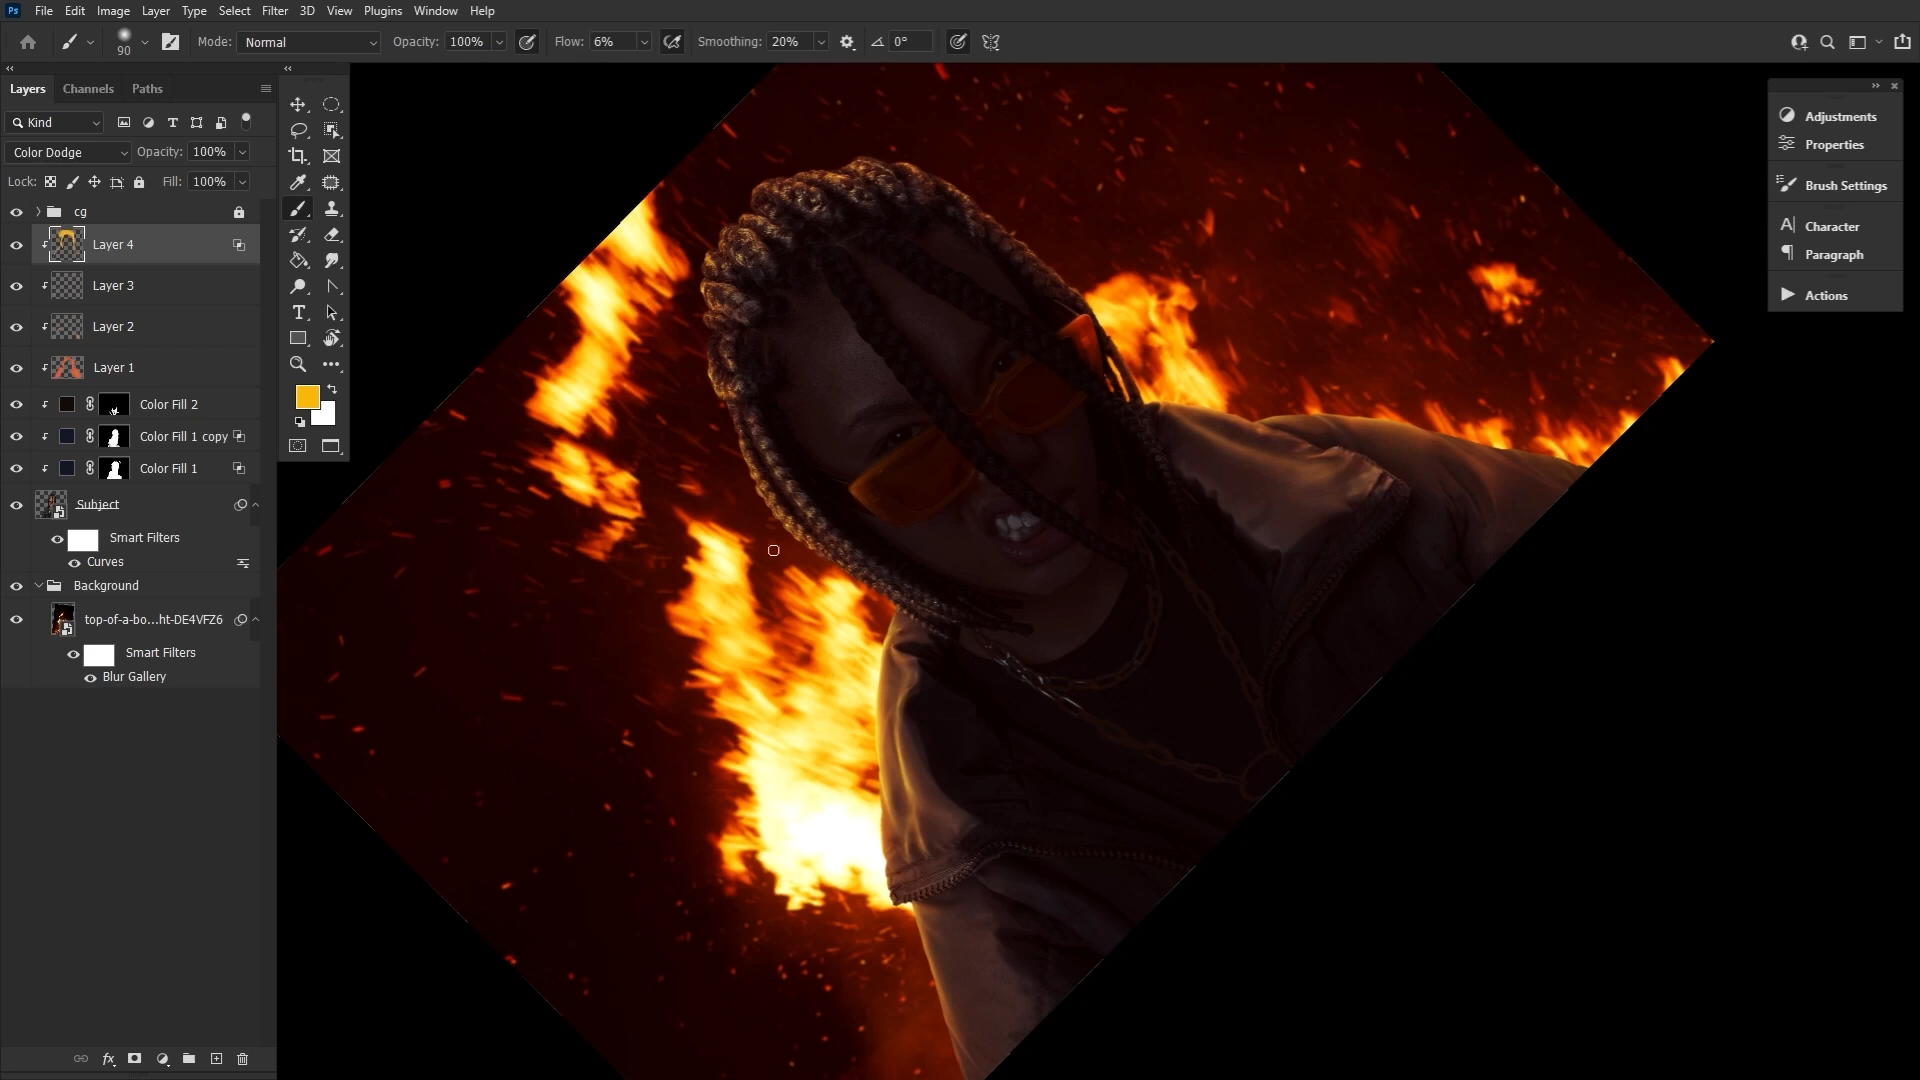 Ps File Edit Image Layer Type Select Filter 3D View Plugins Window Help
90 Mode: Normal Opacity: 100% Flow: 6% Smoothing: 20% 0°
Layers Channels Paths
Kind
Color Dodge Opacity: 100%
Lock: Fill: 100%
cg
Layer 4
Layer 3
Layer 2
Layer 1
Color Fill 2
Color Fill 1 copy
Color Fill 1
Subject
Smart Filters
Curves
Background
top-of-a-bo...ht-DE4VFZ6
Smart Filters
Blur Gallery
fx
Adjustments
Properties
Brush Settings
Character
Paragraph
Actions